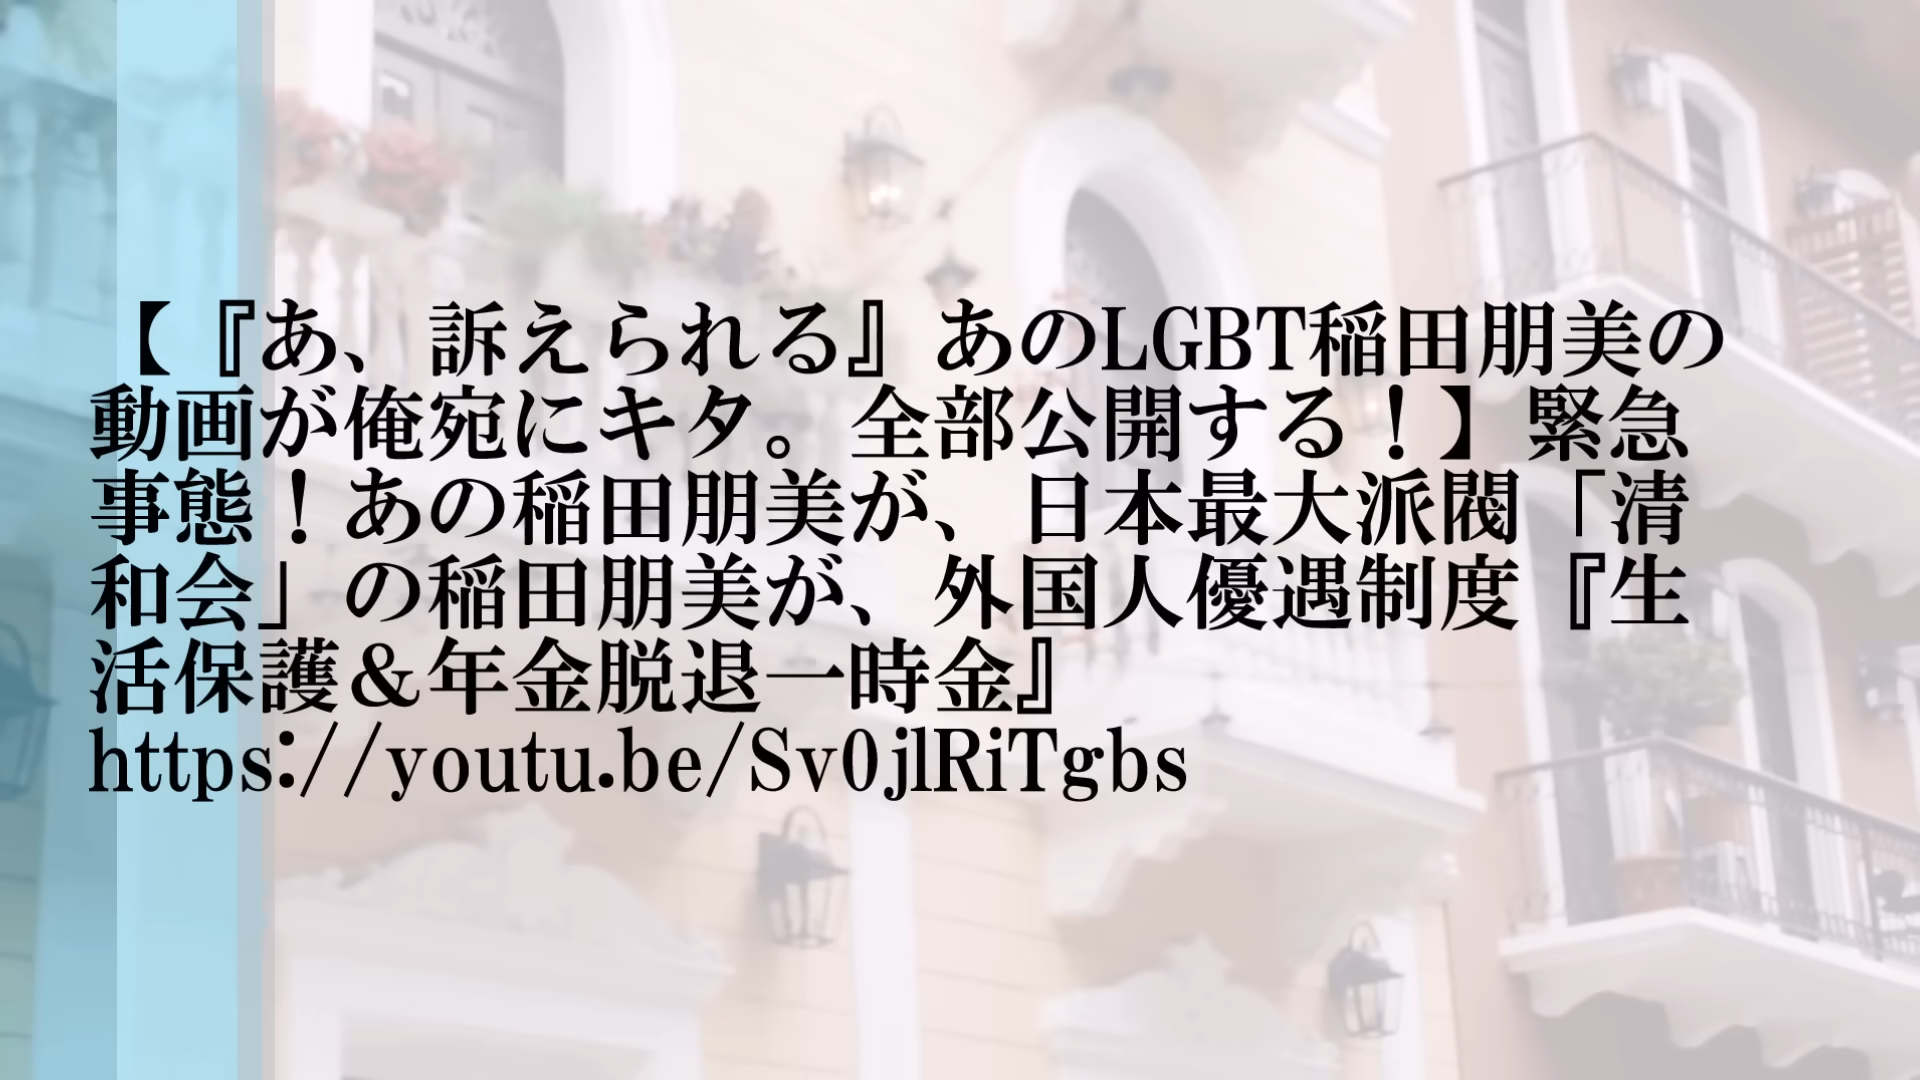 【『あ、訴えられる』あのLGBT稲田朋美の
動画が俺宛にキタ。全部公開する！】緊急
事態！あの稲田朋美が、日本最大派閥「清
和会」の稲田朋美が、外国人優遇制度『生
活保護＆年金脱退一時金』
https://youtu.be/Sv0jlRiTgbs